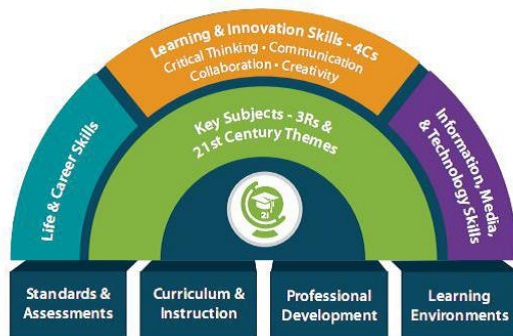 Learning & Innovation Skills - 4Cs
Critical Thinking • Communication
Collaboration • Creativity
Life & Career Skills
Key Subjects - 3Rs &
21st Century Themes
Information, Media,
& Technology Skills
21
Standards &
Assessments
Curriculum &
Instruction
Professional
Development
Learning
Environments